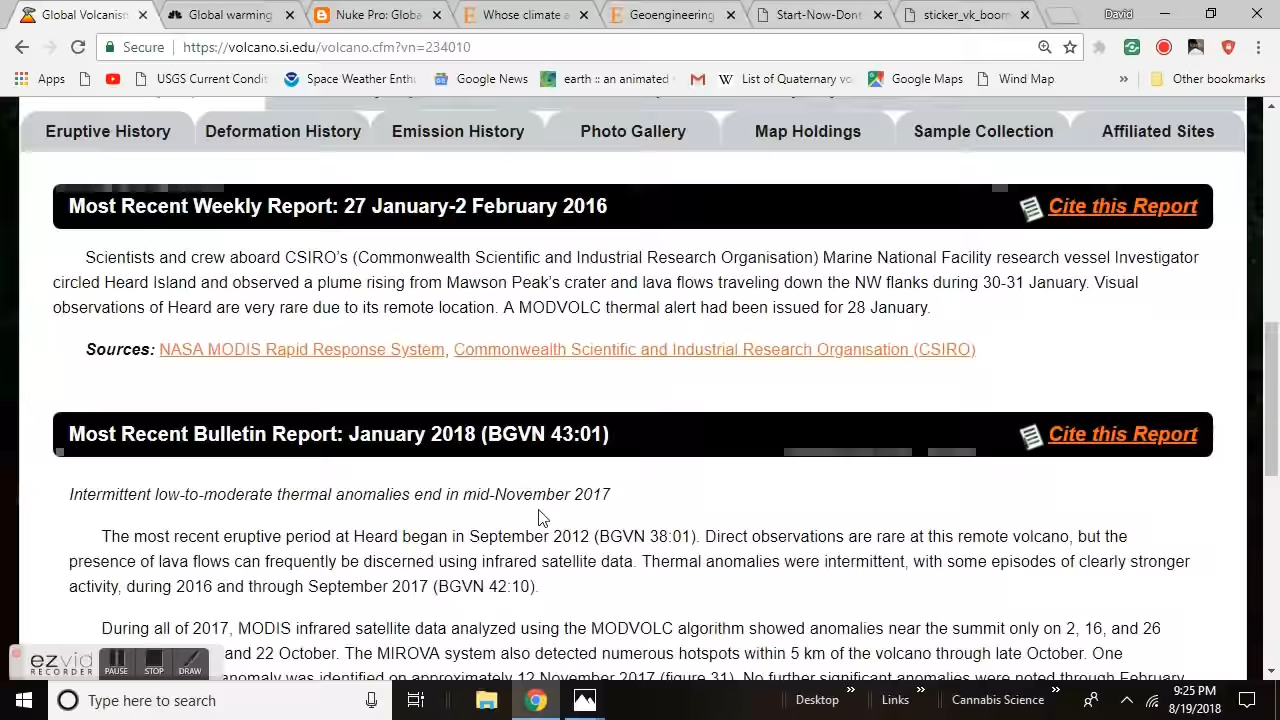 Global Volcanisn
Global warming
Nuke Pro: Globa
Whose climate a
Geoengineering
Start-Now-Dont
sticker_vk_boom
David
Secure https://volcano.si.edu/volcano.cfm?vn=234010
Apps USGS Current Condit Space Weather Enthu Google News earth :: an animated List of Quaternary vo Google Maps Wind Map » Other bookmarks
Eruptive History Deformation History Emission History Photo Gallery Map Holdings Sample Collection Affiliated Sites
Most Recent Weekly Report: 27 January-2 February 2016 Cite this Report
Scientists and crew aboard CSIRO's (Commonwealth Scientific and Industrial Research Organisation) Marine National Facility research vessel Investigator
circled Heard Island and observed a plume rising from Mawson Peak's crater and lava flows traveling down the NW flanks during 30-31 January. Visual
observations of Heard are very rare due to its remote location. A MODVOLC thermal alert had been issued for 28 January.
Sources: NASA MODIS Rapid Response System, Commonwealth Scientific and Industrial Research Organisation (CSIRO)
Most Recent Bulletin Report: January 2018 (BGVN 43:01) Cite this Report
Intermittent low-to-moderate thermal anomalies end in mid-November 2017
The most recent eruptive period at Heard began in September 2012 (BGVN 38:01). Direct observations are rare at this remote volcano, but the
presence of lava flows can frequently be discerned using infrared satellite data. Thermal anomalies were intermittent, with some episodes of clearly stronger
activity, during 2016 and through September 2017 (BGVN 42:10).
During all of 2017, MODIS infrared satellite data analyzed using the MODVOLC algorithm showed anomalies near the summit only on 2, 16, and 26
and 22 October. The MIROVA system also detected numerous hotspots within 5 km of the volcano through late October. One
anomaly was identified on approximately 12 November 2017 (figure 31). No further significant anomalies were noted through February
ezvid
RECORDER
PAUSE STOP DRAW
Type here to search
Desktop » Links » Cannabis Science »
9:25 PM
8/19/2018